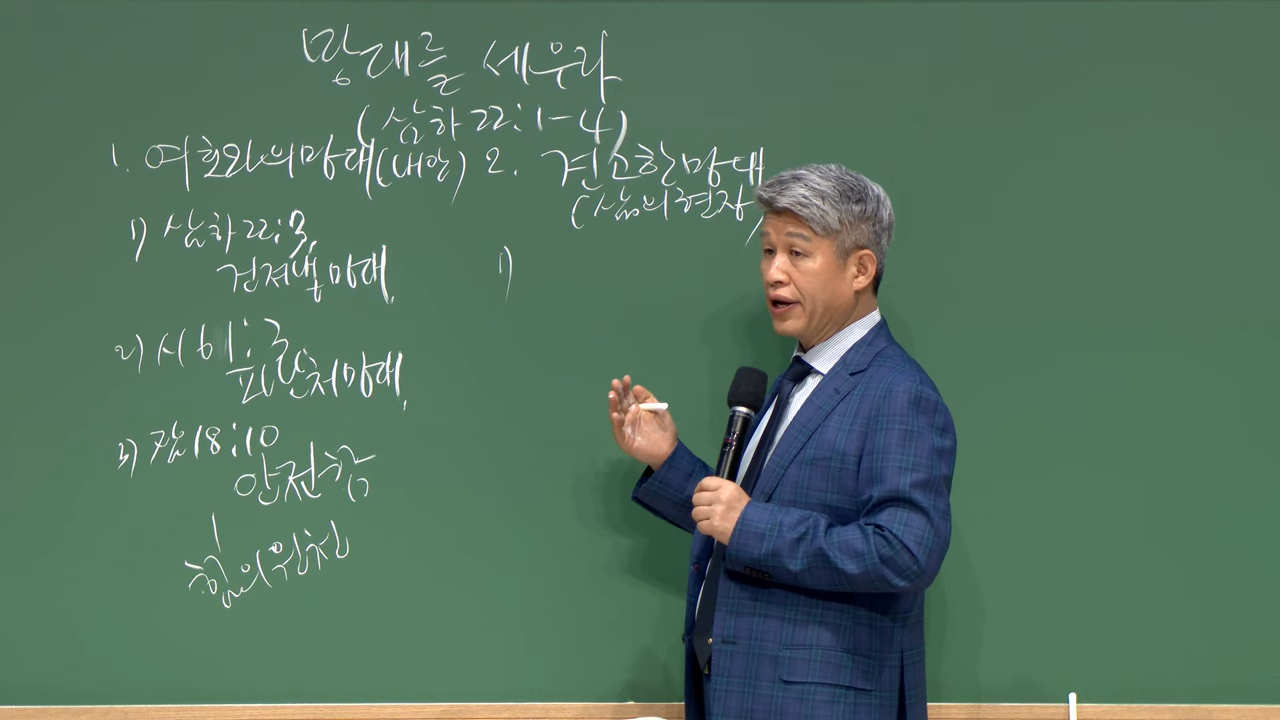 망대를 세우라
(삼하 22:1-4)
1. 여호와의 망대(내안)
1) 삼하 22:3,
건져냄 망대,
2) 시 61:3
피난처 망대,
3) 잠 18:10
안전함
힘의 원천
2. 견고한 망대
(삶의 현장)
1)